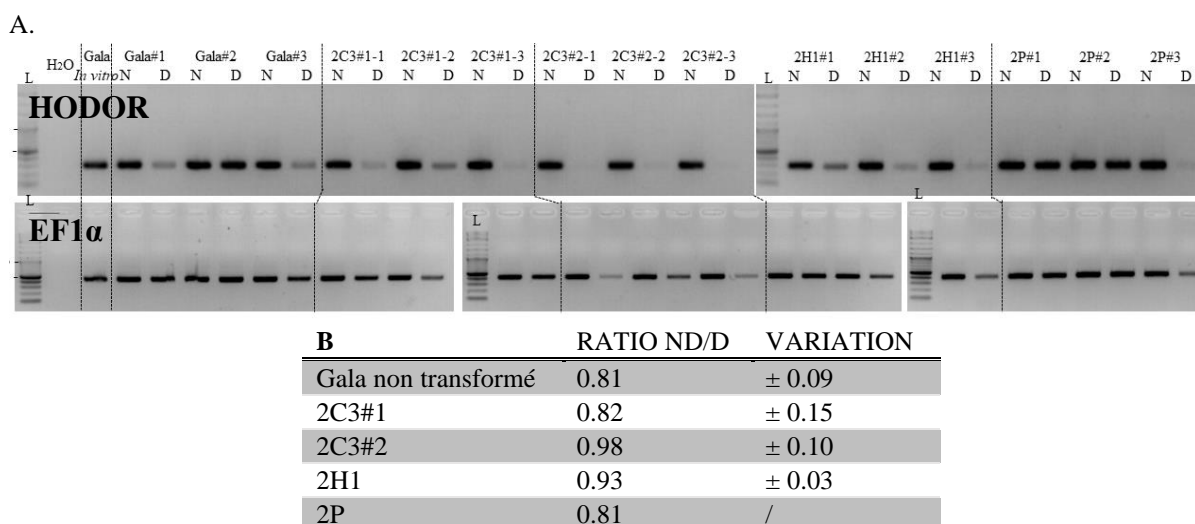 A.
H2O Gala Gala#1 Gala#2 Gala#3 2C3#1-1 2C3#1-2 2C3#1-3 2C3#2-1 2C3#2-2 2C3#2-3 2H1#1 2H1#2 2H1#3 2P#1 2P#2 2P#3
L In vitro N D N D N D N D N D N D N D N D N D L N D N D N D N D N D N D
HODOR
L
EF1α L L
B RATIO ND/D VARIATION
Gala non transformé 0.81 ± 0.09
2C3#1 0.82 ± 0.15
2C3#2 0.98 ± 0.10
2H1 0.93 ± 0.03
2P 0.81 /